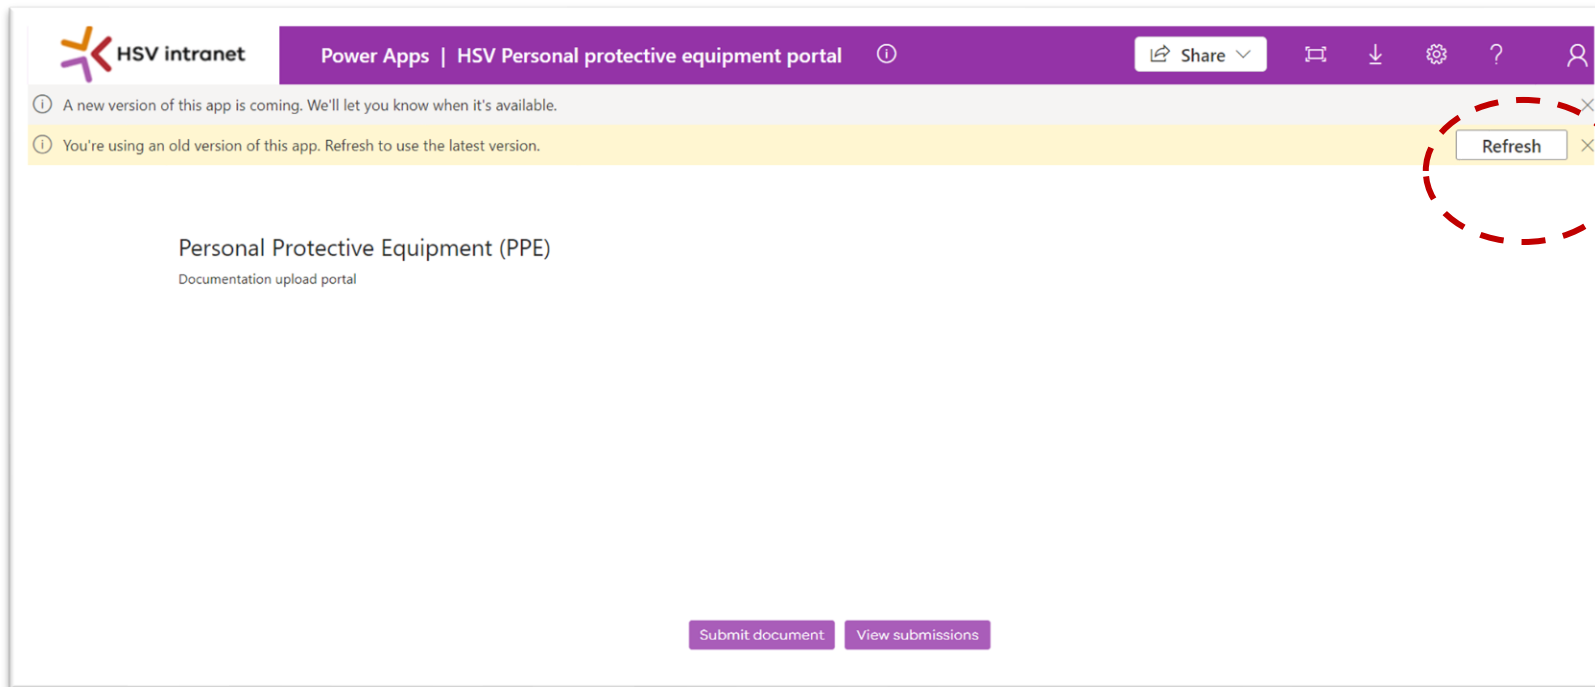 HSV intranet
Power Apps | HSV Personal protective equipment portal
Share
A new version of this app is coming. We'll let you know when it's available.
You're using an old version of this app. Refresh to use the latest version.
Refresh
Personal Protective Equipment (PPE)
Documentation upload portal
Submit document
View submissions